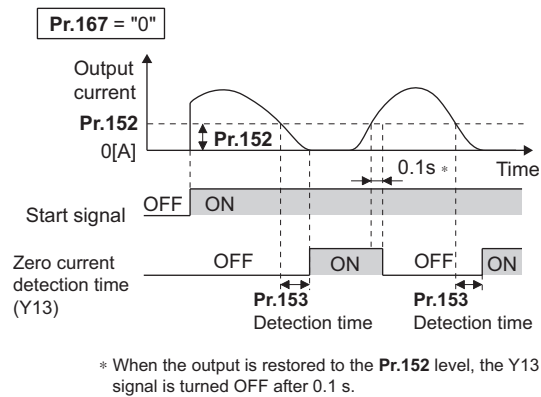 Pr.167 = "0"
Output
current
Pr.152
Pr.152
0[A]
Time
0.1s *
OFF ON
Start signal
Zero current
detection time
(Y13)
OFF ON OFF ON
Pr.153 Pr.153
Detection time Detection time
* When the output is restored to the Pr.152 level, the Y13
signal is turned OFF after 0.1 s.